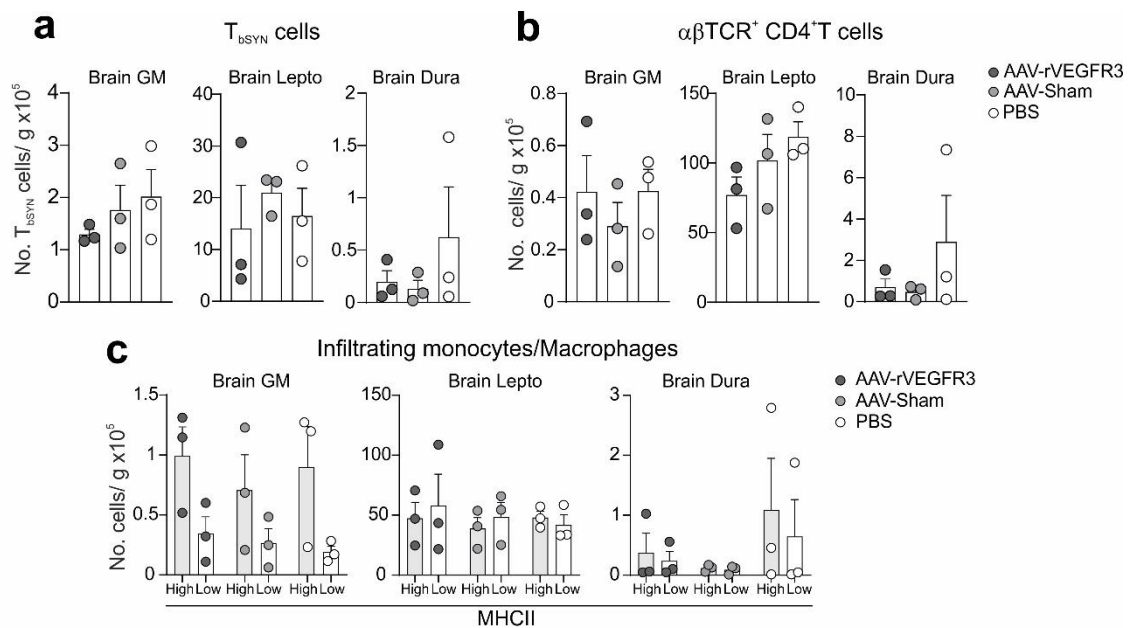 a
T_bSYN cells
Brain GM
Brain Lepto
Brain Dura
No. T_bSYN cells/ g x10⁵
4
3
2
1
0
40
30
20
10
0
2
1.5
1
0.5
0
b
αβTCR⁺ CD4⁺T cells
Brain GM
Brain Lepto
Brain Dura
No. cells/ g x10⁵
0.8
0.6
0.4
0.2
0
150
100
50
0
10
8
6
4
2
0
AAV-rVEGFR3
AAV-Sham
PBS
c
Infiltrating monocytes/Macrophages
Brain GM
Brain Lepto
Brain Dura
No. cells/ g x10⁵
1.5
1
0.5
0
150
100
50
0
3
2
1
0
High Low High Low High Low
High Low High Low High Low
High Low High Low High Low
MHCII
AAV-rVEGFR3
AAV-Sham
PBS